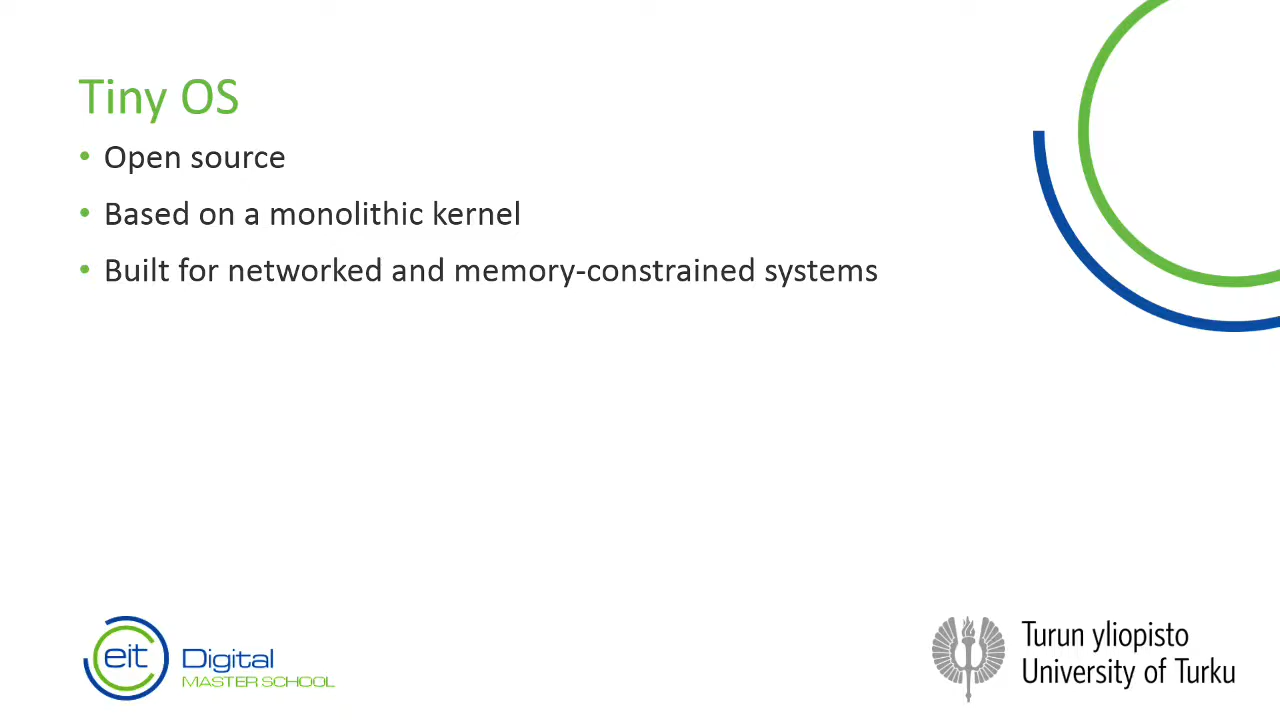 Tiny OS
• Open source
• Based on a monolithic kernel
• Built for networked and memory-constrained systems
eit Digital
MASTER SCHOOL
Turun yliopisto
University of Turku